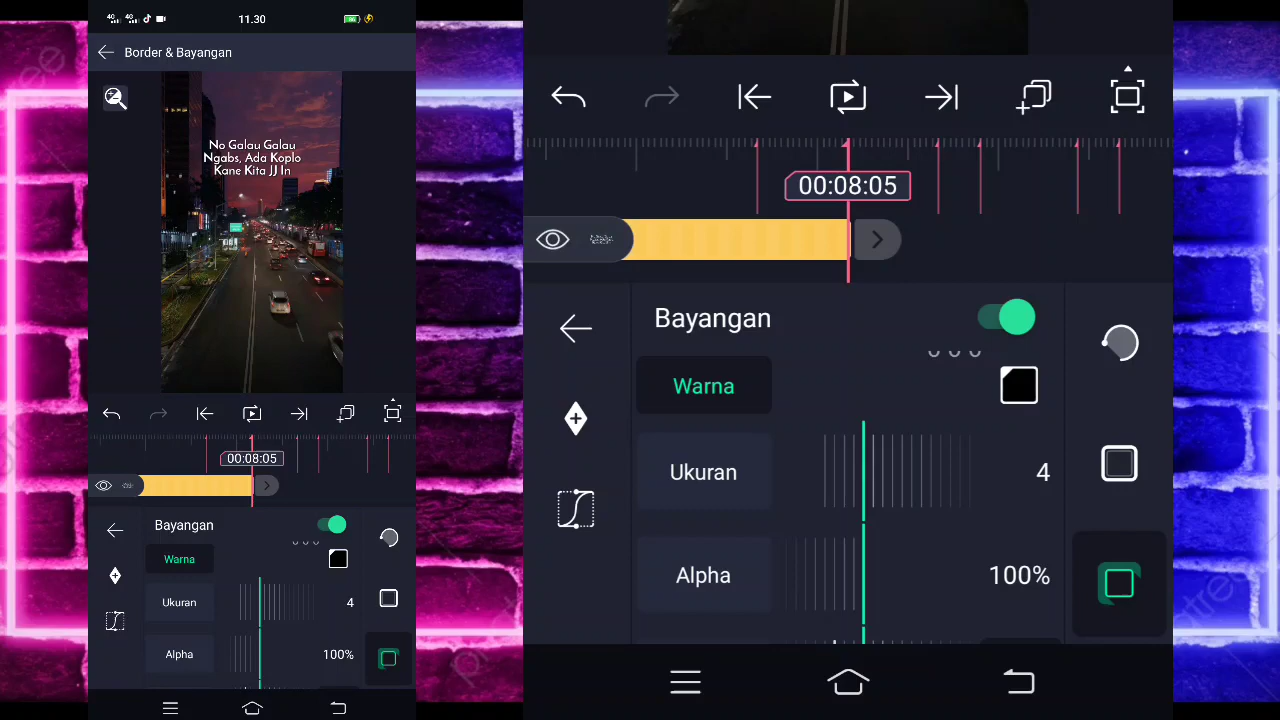 11.30
Border & Bayangan
No Galau Galau
Ngabs, Ada Koplo
Kane Kita JJ In
00:08:05
Bayangan
Warna
Ukuran
4
Alpha
100%
00:08:05
Bayangan
Warna
Ukuran
4
Alpha
100%